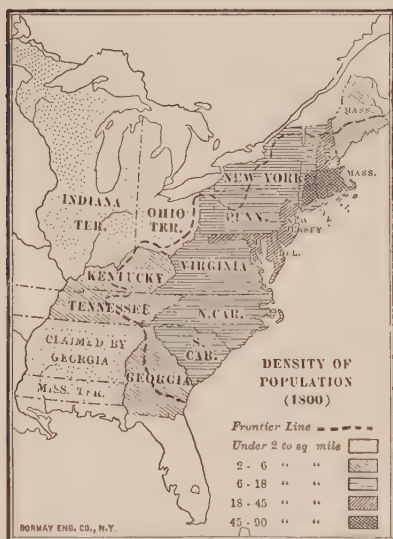 MASS.
NEW YORK
MASS.
INDIANA
TER.
OHIO
TER.
PENN.
NEW
JERSEY
DEL.
KENTUCKY
VIRGINIA
TENNESSEE
N. CAR.
CLAIMED BY
GEORGIA
S.
CAR.
GEORGIA
MISS. TER.
DENSITY OF
POPULATION
(1800)
Frontier Line
Under 2 to sq mile
2 - 6 " "
6 - 18 " "
18 - 45 " "
45 - 90 " "
BORMAY ENG. CO., N.Y.